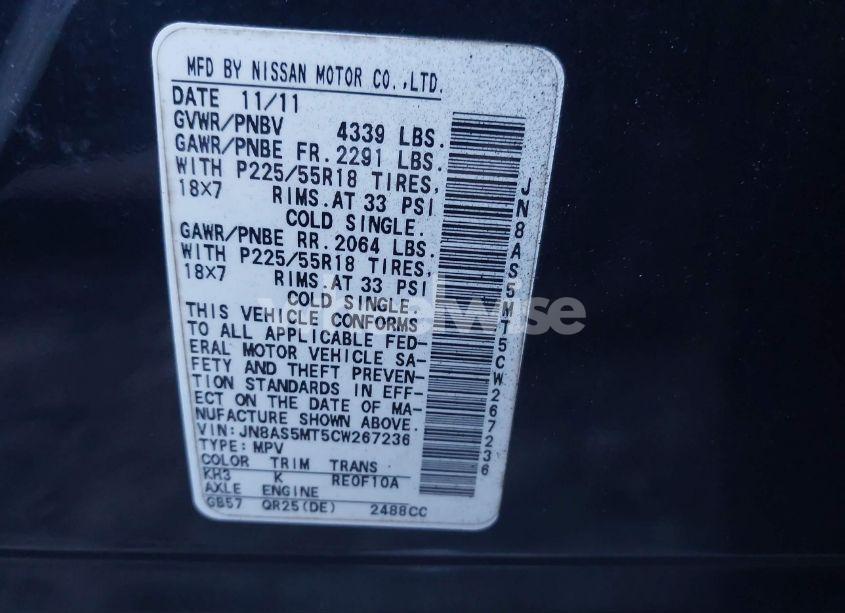 MFD BY NISSAN MOTOR CO.,LTD.
DATE 11/11
GVWR/PNBV 4339 LBS.
GAWR/PNBE FR.2291 LBS.
WITH P225/55R18 TIRES,
18X7 RIMS.AT 33 PSI
COLD SINGLE.
GAWR/PNBE RR.2064 LBS.
WITH P225/55R18 TIRES,
18X7 RIMS.AT 33 PSI
COLD SINGLE.
THIS VEHICLE CONFORMS
TO ALL APPLICABLE FED-
ERAL MOTOR VEHICLE SA-
FETY AND THEFT PREVEN-
TION STANDARDS IN EFF-
ECT ON THE DATE OF MA-
NUFACTURE SHOWN ABOVE.
VIN:JN8AS5MT5CW267236
TYPE:MPV
COLOR TRIM TRANS
KH3 K RE0F10A
AXLE ENGINE
GB57 QR25(DE) 2488CC
JN8AS5MT5CW267236